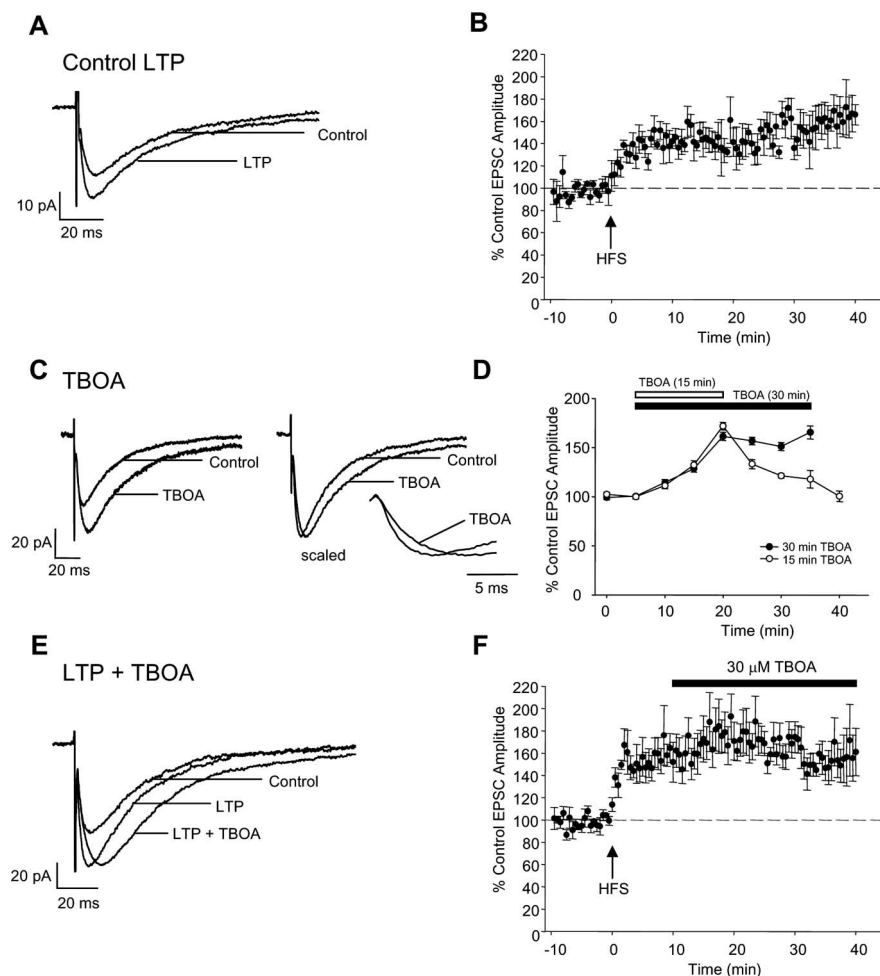 A
Control LTP
Control
LTP
10 pA
20 ms
B
% Control EPSC Amplitude
220
200
180
160
140
120
100
80
60
40
20
0
HFS
-10
0
10
20
30
40
Time (min)
C
TBOA
Control
TBOA
20 pA
20 ms
Control
TBOA
scaled
TBOA
5 ms
D
TBOA (15 min)
TBOA (30 min)
% Control EPSC Amplitude
200
150
100
150
0
30 min TBOA
15 min TBOA
0
10
20
30
40
Time (min)
E
LTP + TBOA
Control
LTP
LTP + TBOA
20 pA
20 ms
F
30 µM TBOA
% Control EPSC Amplitude
220
200
180
160
140
120
100
80
60
40
20
0
HFS
-10
0
10
20
30
40
Time (min)